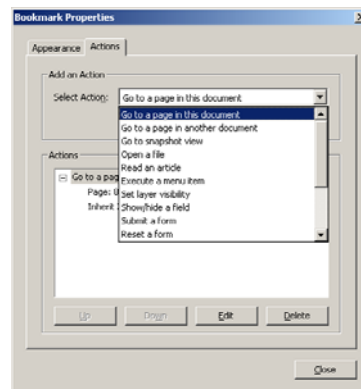 Bookmark Properties
Appearance Actions
Add an Action
Select Action: Go to a page in this document
Go to a page in this document
Go to a page in another document
Go to snapshot view
Open a file
Read an article
Execute a menu item
Set layer visibility
Show/hide a field
Submit a form
Reset a form
Actions
Go to a pag
Page: U
Inherit
Up Down Edit Delete
Close